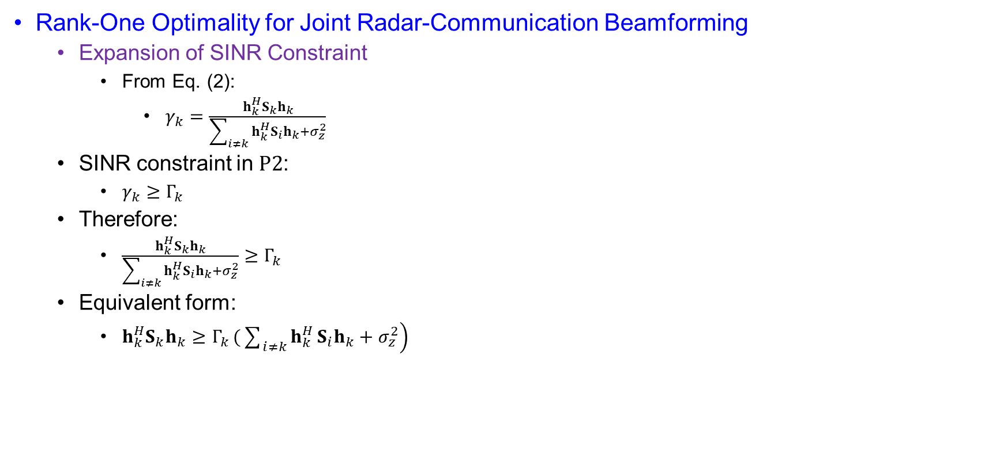 • Rank-One Optimality for Joint Radar-Communication Beamforming
• Expansion of SINR Constraint
• From Eq. (2):
• $\gamma_k = \frac{\mathbf{h}_k^H \mathbf{S}_k \mathbf{h}_k}{\sum_{i \neq k} \mathbf{h}_k^H \mathbf{S}_i \mathbf{h}_k + \sigma_z^2}$
• SINR constraint in P2:
• $\gamma_k \geq \Gamma_k$
• Therefore:
• $\frac{\mathbf{h}_k^H \mathbf{S}_k \mathbf{h}_k}{\sum_{i \neq k} \mathbf{h}_k^H \mathbf{S}_i \mathbf{h}_k + \sigma_z^2} \geq \Gamma_k$
• Equivalent form:
• $\mathbf{h}_k^H \mathbf{S}_k \mathbf{h}_k \geq \Gamma_k \left( \sum_{i \neq k} \mathbf{h}_k^H \mathbf{S}_i \mathbf{h}_k + \sigma_z^2 \right)$